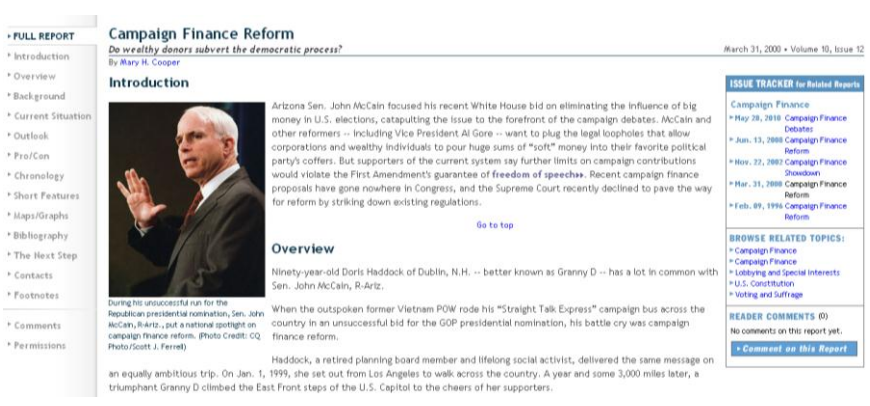 FULL REPORT
Introduction
Overview
Background
Current Situation
Outlook
Pro/Con
Chronology
Short Features
Maps/Graphs
Bibliography
The Next Step
Contacts
Footnotes
Comments
Permissions
Campaign Finance Reform
Do wealthy donors subvert the democratic process?
March 31, 2000 • Volume 10, Issue 12
By Mary H. Cooper
Introduction
Arizona Sen. John McCain focused his recent White House bid on eliminating the influence of big
money in U.S. elections, catapulting the issue to the forefront of the campaign debates. McCain and
other reformers -- including Vice President Al Gore -- want to plug the legal loopholes that allow
corporations and wealthy individuals to pour huge sums of "soft" money into their favorite political
party's coffers. But supporters of the current system say further limits on campaign contributions
would violate the First Amendment's guarantee of freedom of speech»». Recent campaign finance
proposals have gone nowhere in Congress, and the Supreme Court recently declined to pave the way
for reform by striking down existing regulations.
Go to top
During his unsuccessful run for the
Republican presidential nomination, Sen. John
McCain, R-Ariz., put a national spotlight on
campaign finance reform. (Photo Credit: CQ
Photo/Scott J. Ferrell)
Overview
Ninety-year-old Doris Haddock of Dublin, N.H. -- better known as Granny D -- has a lot in common with
Sen. John McCain, R-Ariz.
When the outspoken former Vietnam POW rode his "Straight Talk Express" campaign bus across the
country in an unsuccessful bid for the GOP presidential nomination, his battle cry was campaign
finance reform.
Haddock, a retired planning board member and lifelong social activist, delivered the same message on
an equally ambitious trip. On Jan. 1, 1999, she set out from Los Angeles to walk across the country. A year and some 3,000 miles later, a
triumphant Granny D climbed the East Front steps of the U.S. Capitol to the cheers of her supporters.
ISSUE TRACKER for Related Reports
Campaign Finance
May 28, 2010 Campaign Finance
Debates
Jun. 13, 2008 Campaign Finance
Reform
Nov. 22, 2002 Campaign Finance
Showdown
Mar. 31, 2000 Campaign Finance
Reform
Feb. 09, 1996 Campaign Finance
Reform
BROWSE RELATED TOPICS:
Campaign Finance
Campaign Finance
Lobbying and Special Interests
U.S. Constitution
Voting and Suffrage
READER COMMENTS (0)
No comments on this report yet.
Comment on this Report